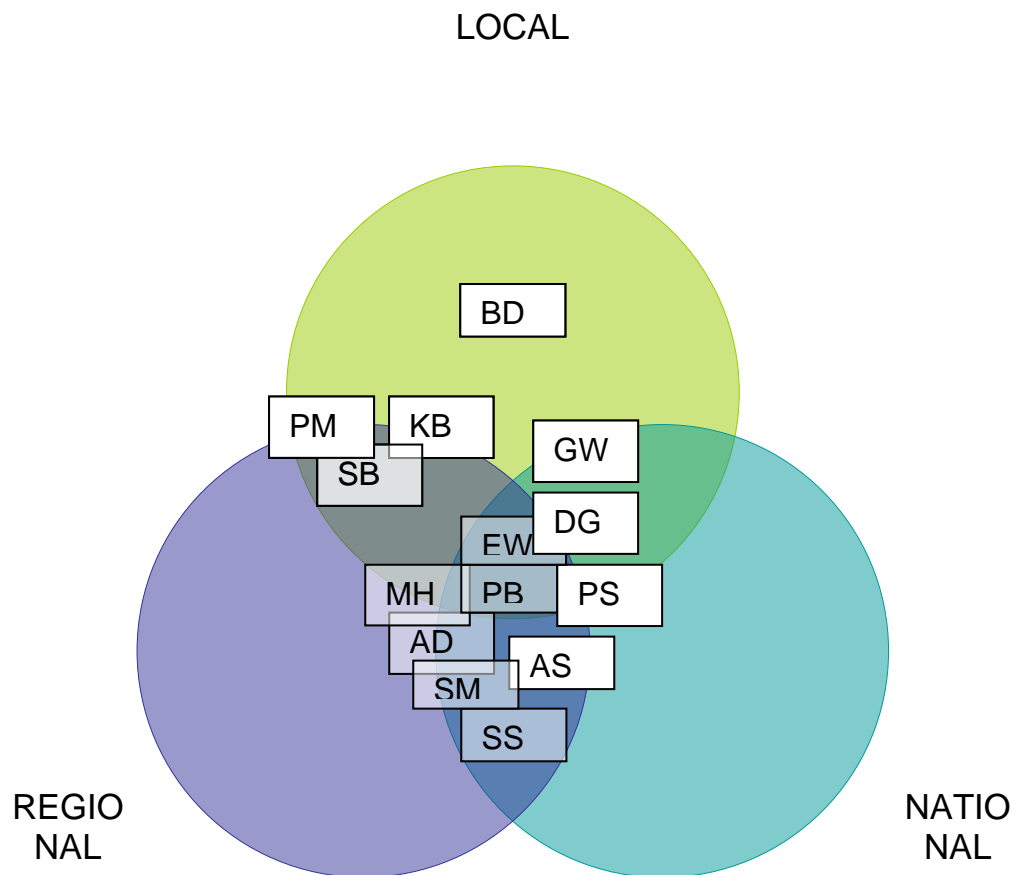 LOCAL
BD
PM
KB
GW
SB
DG
EW
MH
PB
PS
AD
AS
SM
SS
REGIO
NAL
NATIO
NAL